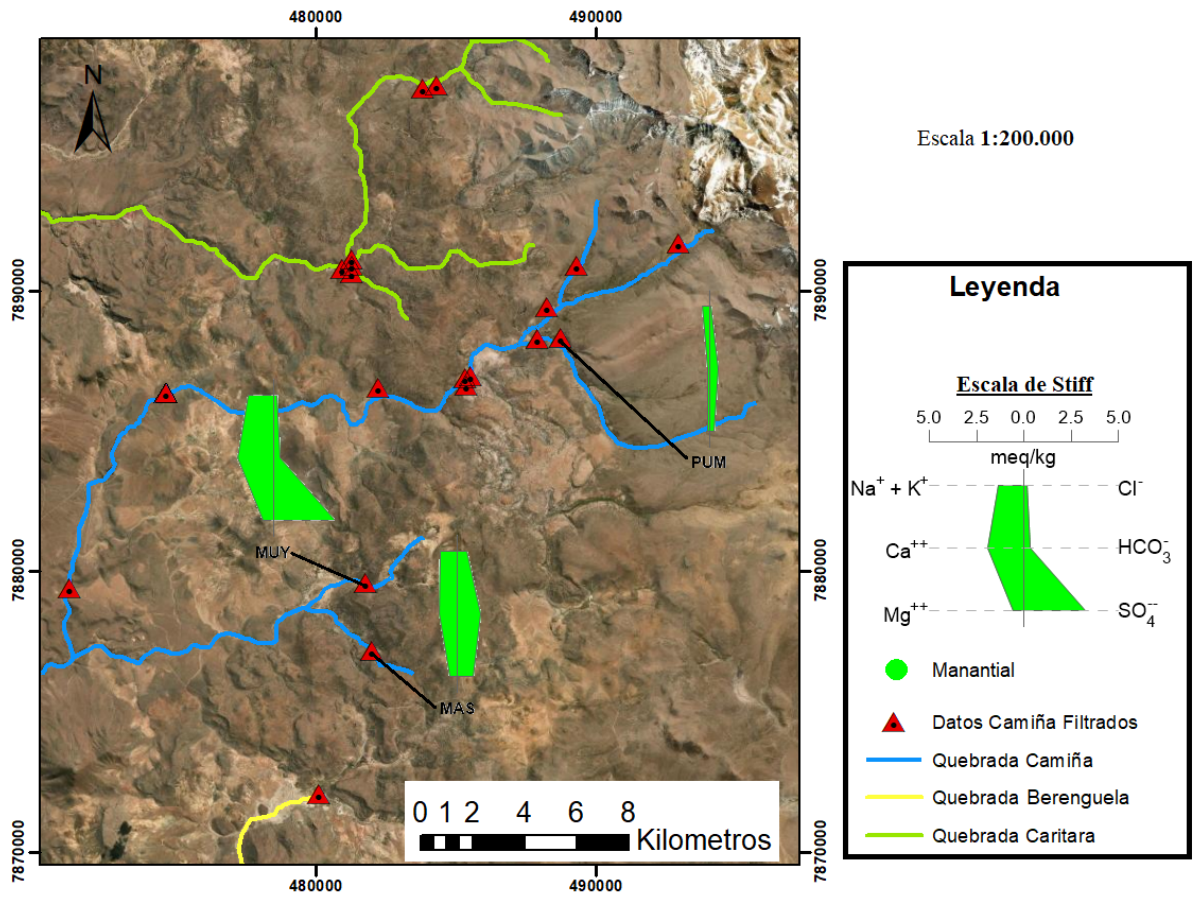 480000 490000
N
7890000 7890000
PUM
MUY
7880000 7880000
MAS
0 1 2 4 6 8
Kilometros
7870000 7870000
480000 490000
Escala 1:200.000
Leyenda
Escala de Stiff
5.0 2.5 0.0 2.5 5.0
meq/kg
Na⁺ + K⁺ Cl⁻
Ca⁺⁺ HCO₃⁻
Mg⁺⁺ SO₄⁻⁻
Manantial
Datos Camiña Filtrados
Quebrada Camiña
Quebrada Berenguela
Quebrada Caritara